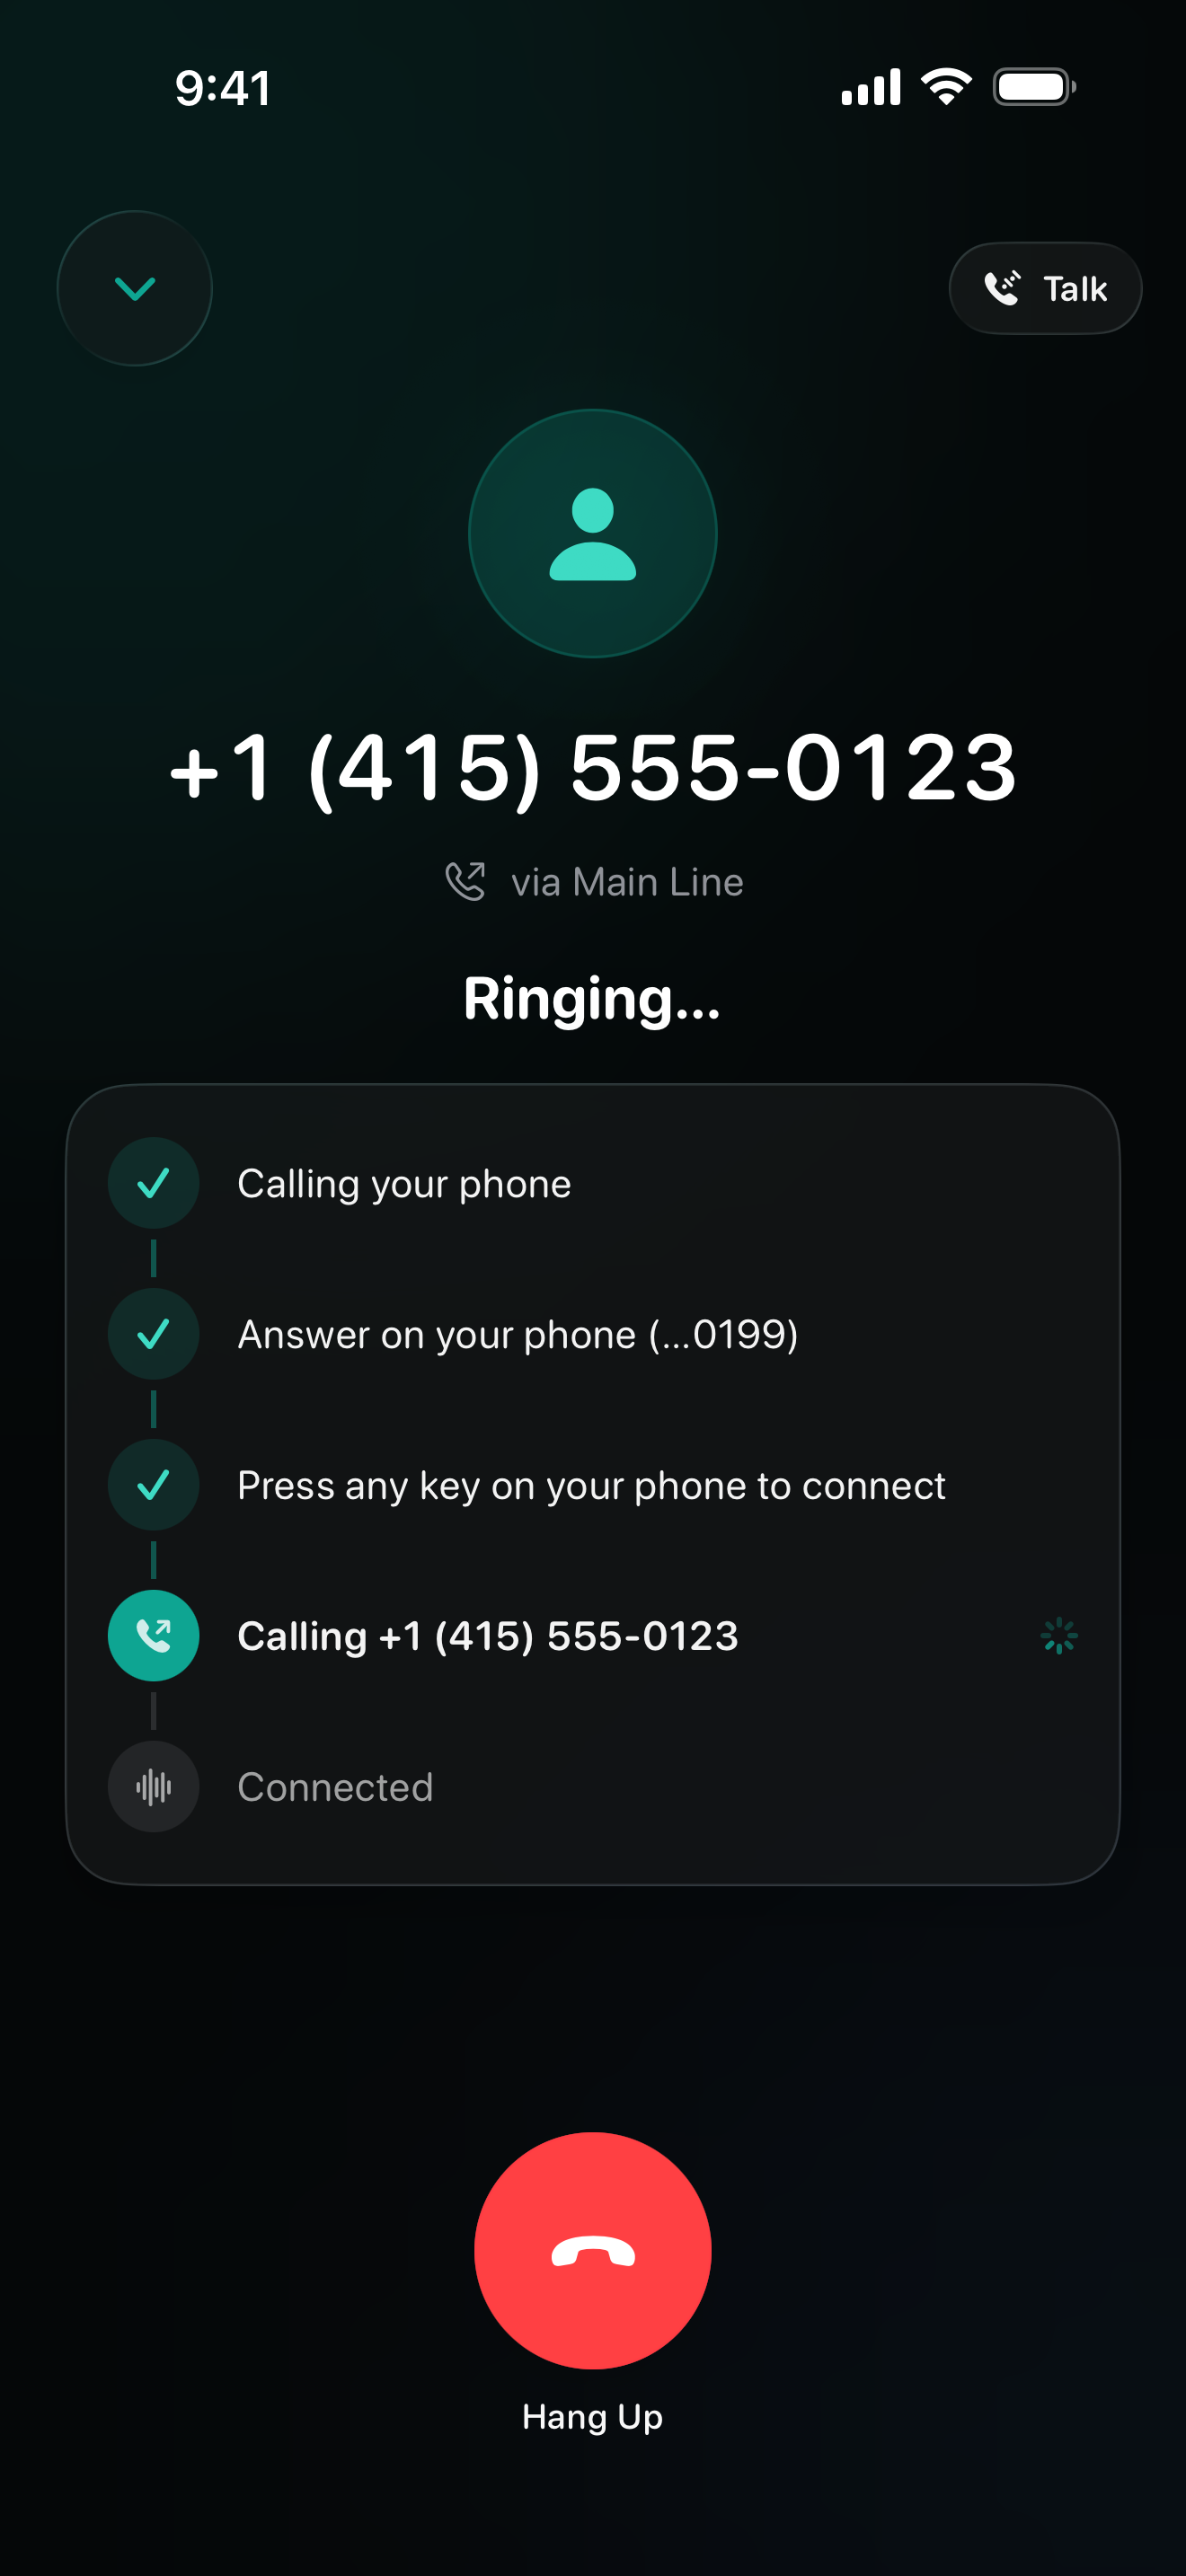 9:41
Talk
+1 (415) 555-0123
via Main Line
Ringing...
Calling your phone
Answer on your phone (...0199)
Press any key on your phone to connect
Calling +1 (415) 555-0123
Connected
Hang Up